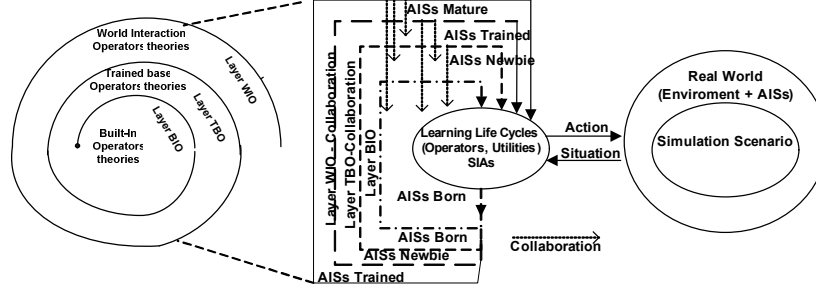 World Interaction
Operators theories
Trained base
Operators theories
Built-In
Operators
theories
Layer BIO
Layer TBO
Layer WIO
AISs Mature
AISs Trained
AISs Newbie
Layer WIO - Collaboration
Layer TBO-Collaboration
Layer BIO
Learning Life Cycles
(Operators, Utilities)
SIAs
AISs Born
AISs Born
AISs Newbie
AISs Trained
Action
Situation
Collaboration
Real World
(Enviroment + AISs)
Simulation Scenario